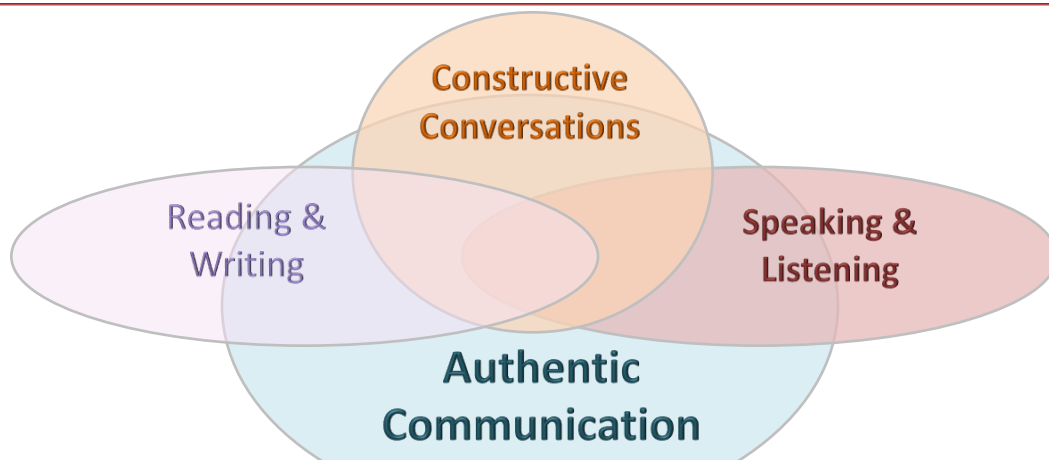 Constructive
Conversations
Reading &
Writing
Speaking &
Listening
Authentic
Communication